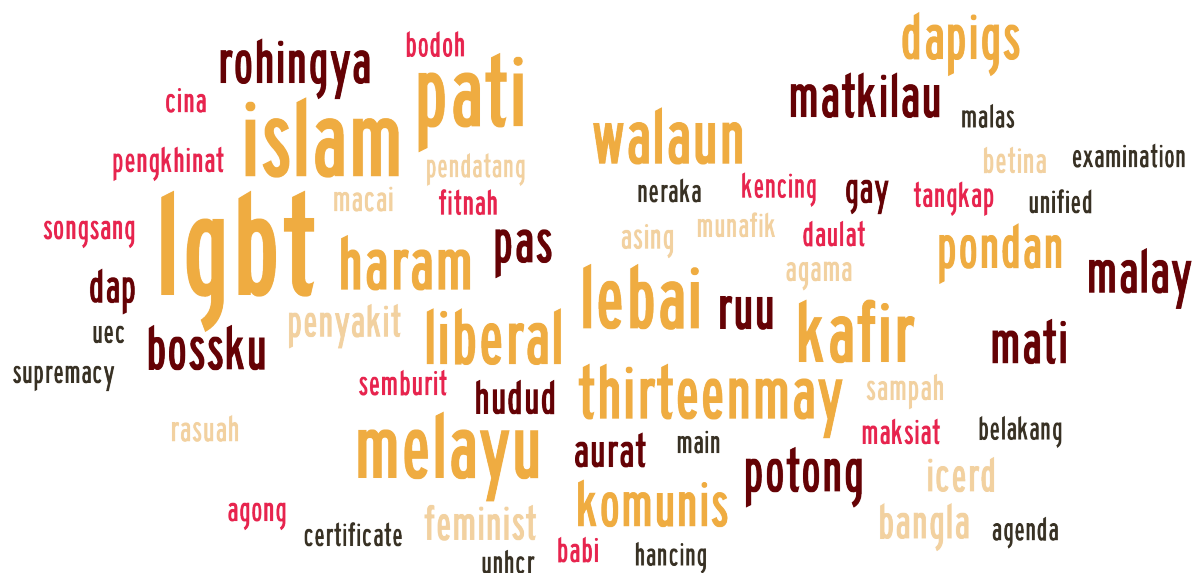 dapigs
bodoh
rohingya
pati
matkilau
cina
malas
islam
walaun
pengkhinat
pendatang
betina
examination
macai
fitnah
neraka
kencing
gay
tangkap
unified
lgbt
songsang
haram
pas
asing
munafik
daulat
pondan
agama
malay
dap
lebai
ruu
uec
penyakit
liberal
kafir
bossku
mati
supremacy
semburit
hudud
thirteenmay
sampah
rasuah
melayu
aurat
main
maksiat
belakang
potong
icerd
agong
komunis
certificate
feminist
bangla
agenda
unhcr
babi
hancing